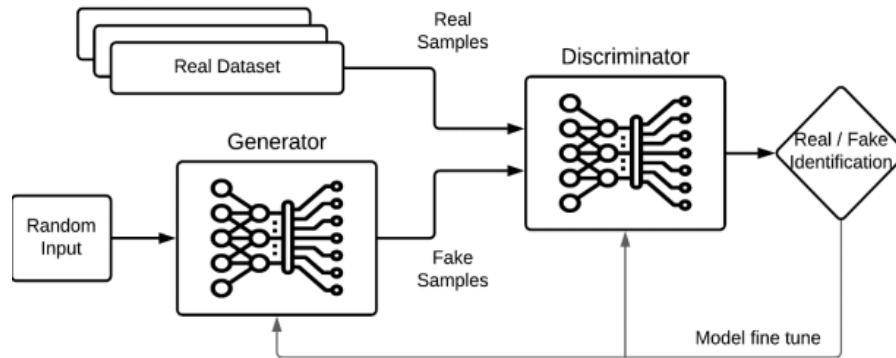 Real
Samples
Real Dataset
Discriminator
Generator
Real / Fake
Identification
Random
Input
Fake
Samples
Model fine tune